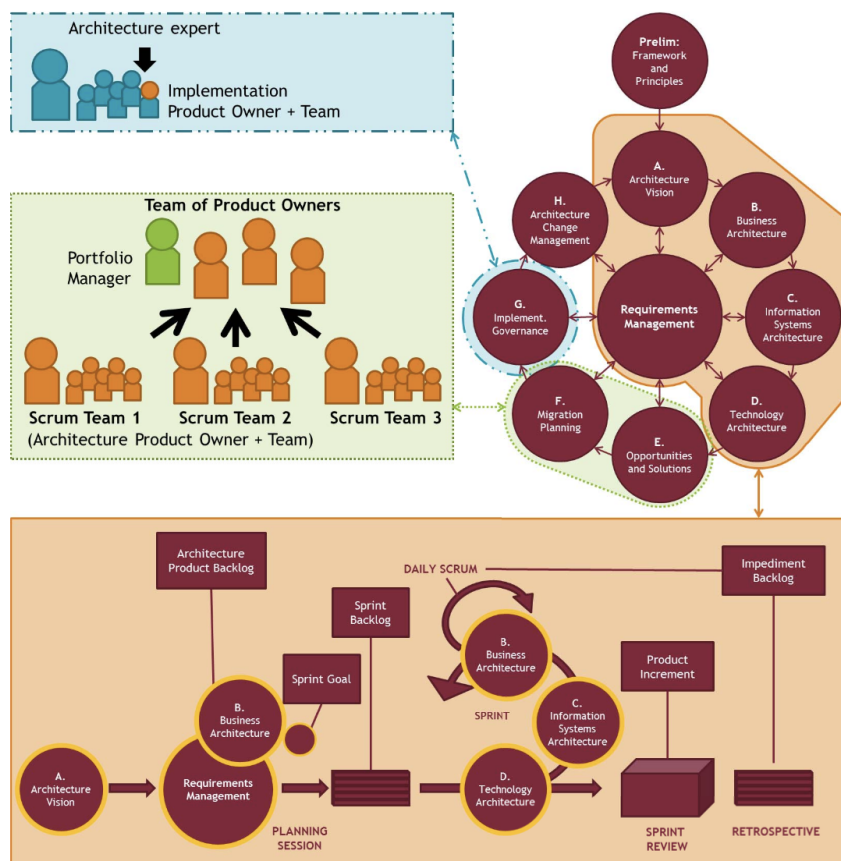 Architecture expert
Implementation
Product Owner + Team
Team of Product Owners
Portfolio
Manager
Scrum Team 1
Scrum Team 2
Scrum Team 3
(Architecture Product Owner + Team)
Prelim:
Framework
and
Principles
A.
Architecture
Vision
B.
Business
Architecture
C.
Information
Systems
Architecture
D.
Technology
Architecture
E.
Opportunities
and Solutions
F.
Migration
Planning
G.
Implement.
Governance
H.
Architecture
Change
Management
Requirements
Management
Architecture
Product Backlog
Sprint
Backlog
Sprint Goal
DAILY SCRUM
Impediment
Backlog
Product
Increment
A.
Architecture
Vision
B.
Business
Architecture
Requirements
Management
PLANNING
SESSION
B.
Business
Architecture
SPRINT
C.
Information
Systems
Architecture
D.
Technology
Architecture
SPRINT
REVIEW
RETROSPECTIVE